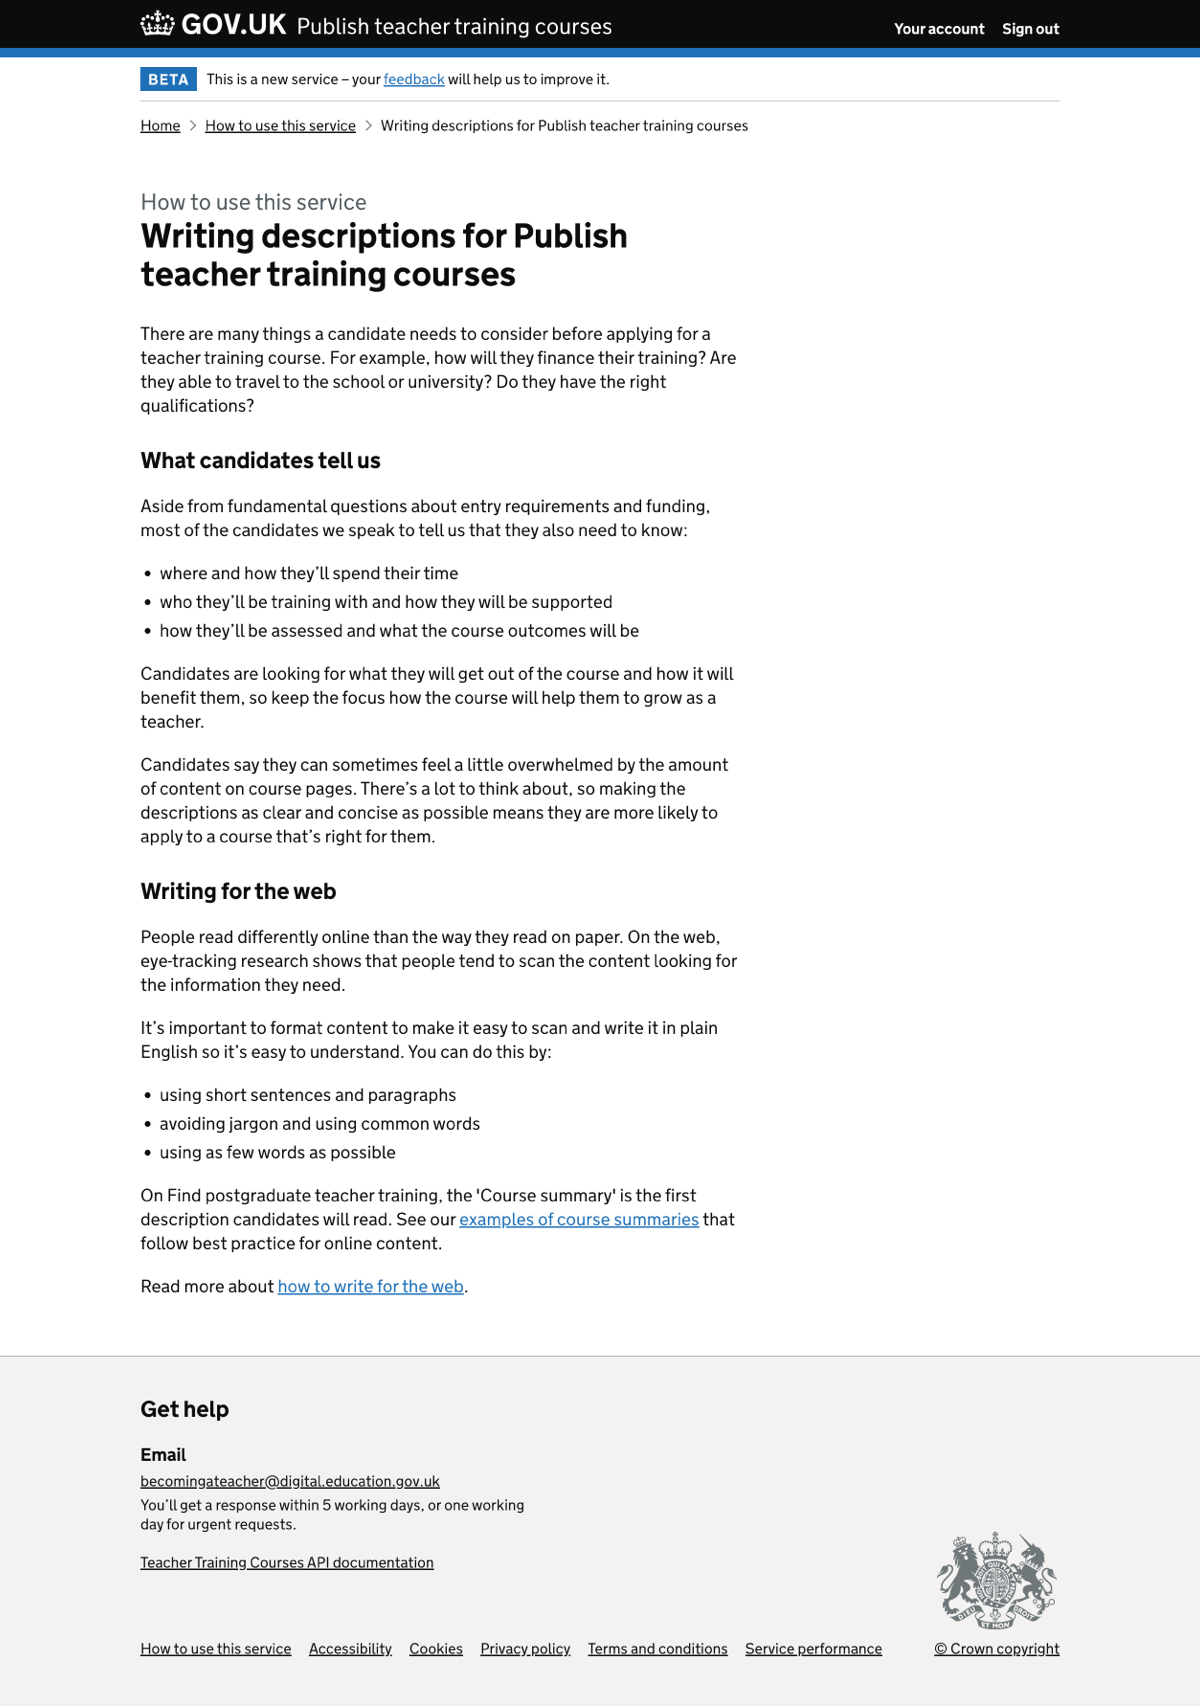 GOV.UK Publish teacher training courses Your account Sign out
BETA This is a new service – your feedback will help us to improve it.
Home > How to use this service > Writing descriptions for Publish teacher training courses
How to use this service
Writing descriptions for Publish
teacher training courses
There are many things a candidate needs to consider before applying for a
teacher training course. For example, how will they finance their training? Are
they able to travel to the school or university? Do they have the right
qualifications?
What candidates tell us
Aside from fundamental questions about entry requirements and funding,
most of the candidates we speak to tell us that they also need to know:
• where and how they’ll spend their time
• who they’ll be training with and how they will be supported
• how they’ll be assessed and what the course outcomes will be
Candidates are looking for what they will get out of the course and how it will
benefit them, so keep the focus how the course will help them to grow as a
teacher.
Candidates say they can sometimes feel a little overwhelmed by the amount
of content on course pages. There’s a lot to think about, so making the
descriptions as clear and concise as possible means they are more likely to
apply to a course that’s right for them.
Writing for the web
People read differently online than the way they read on paper. On the web,
eye-tracking research shows that people tend to scan the content looking for
the information they need.
It’s important to format content to make it easy to scan and write it in plain
English so it’s easy to understand. You can do this by:
• using short sentences and paragraphs
• avoiding jargon and using common words
• using as few words as possible
On Find postgraduate teacher training, the 'Course summary' is the first
description candidates will read. See our examples of course summaries that
follow best practice for online content.
Read more about how to write for the web.
Get help
Email
becomingateacher@digital.education.gov.uk
You’ll get a response within 5 working days, or one working
day for urgent requests.
Teacher Training Courses API documentation
DIEU ET MON DROIT
How to use this service Accessibility Cookies Privacy policy Terms and conditions Service performance © Crown copyright